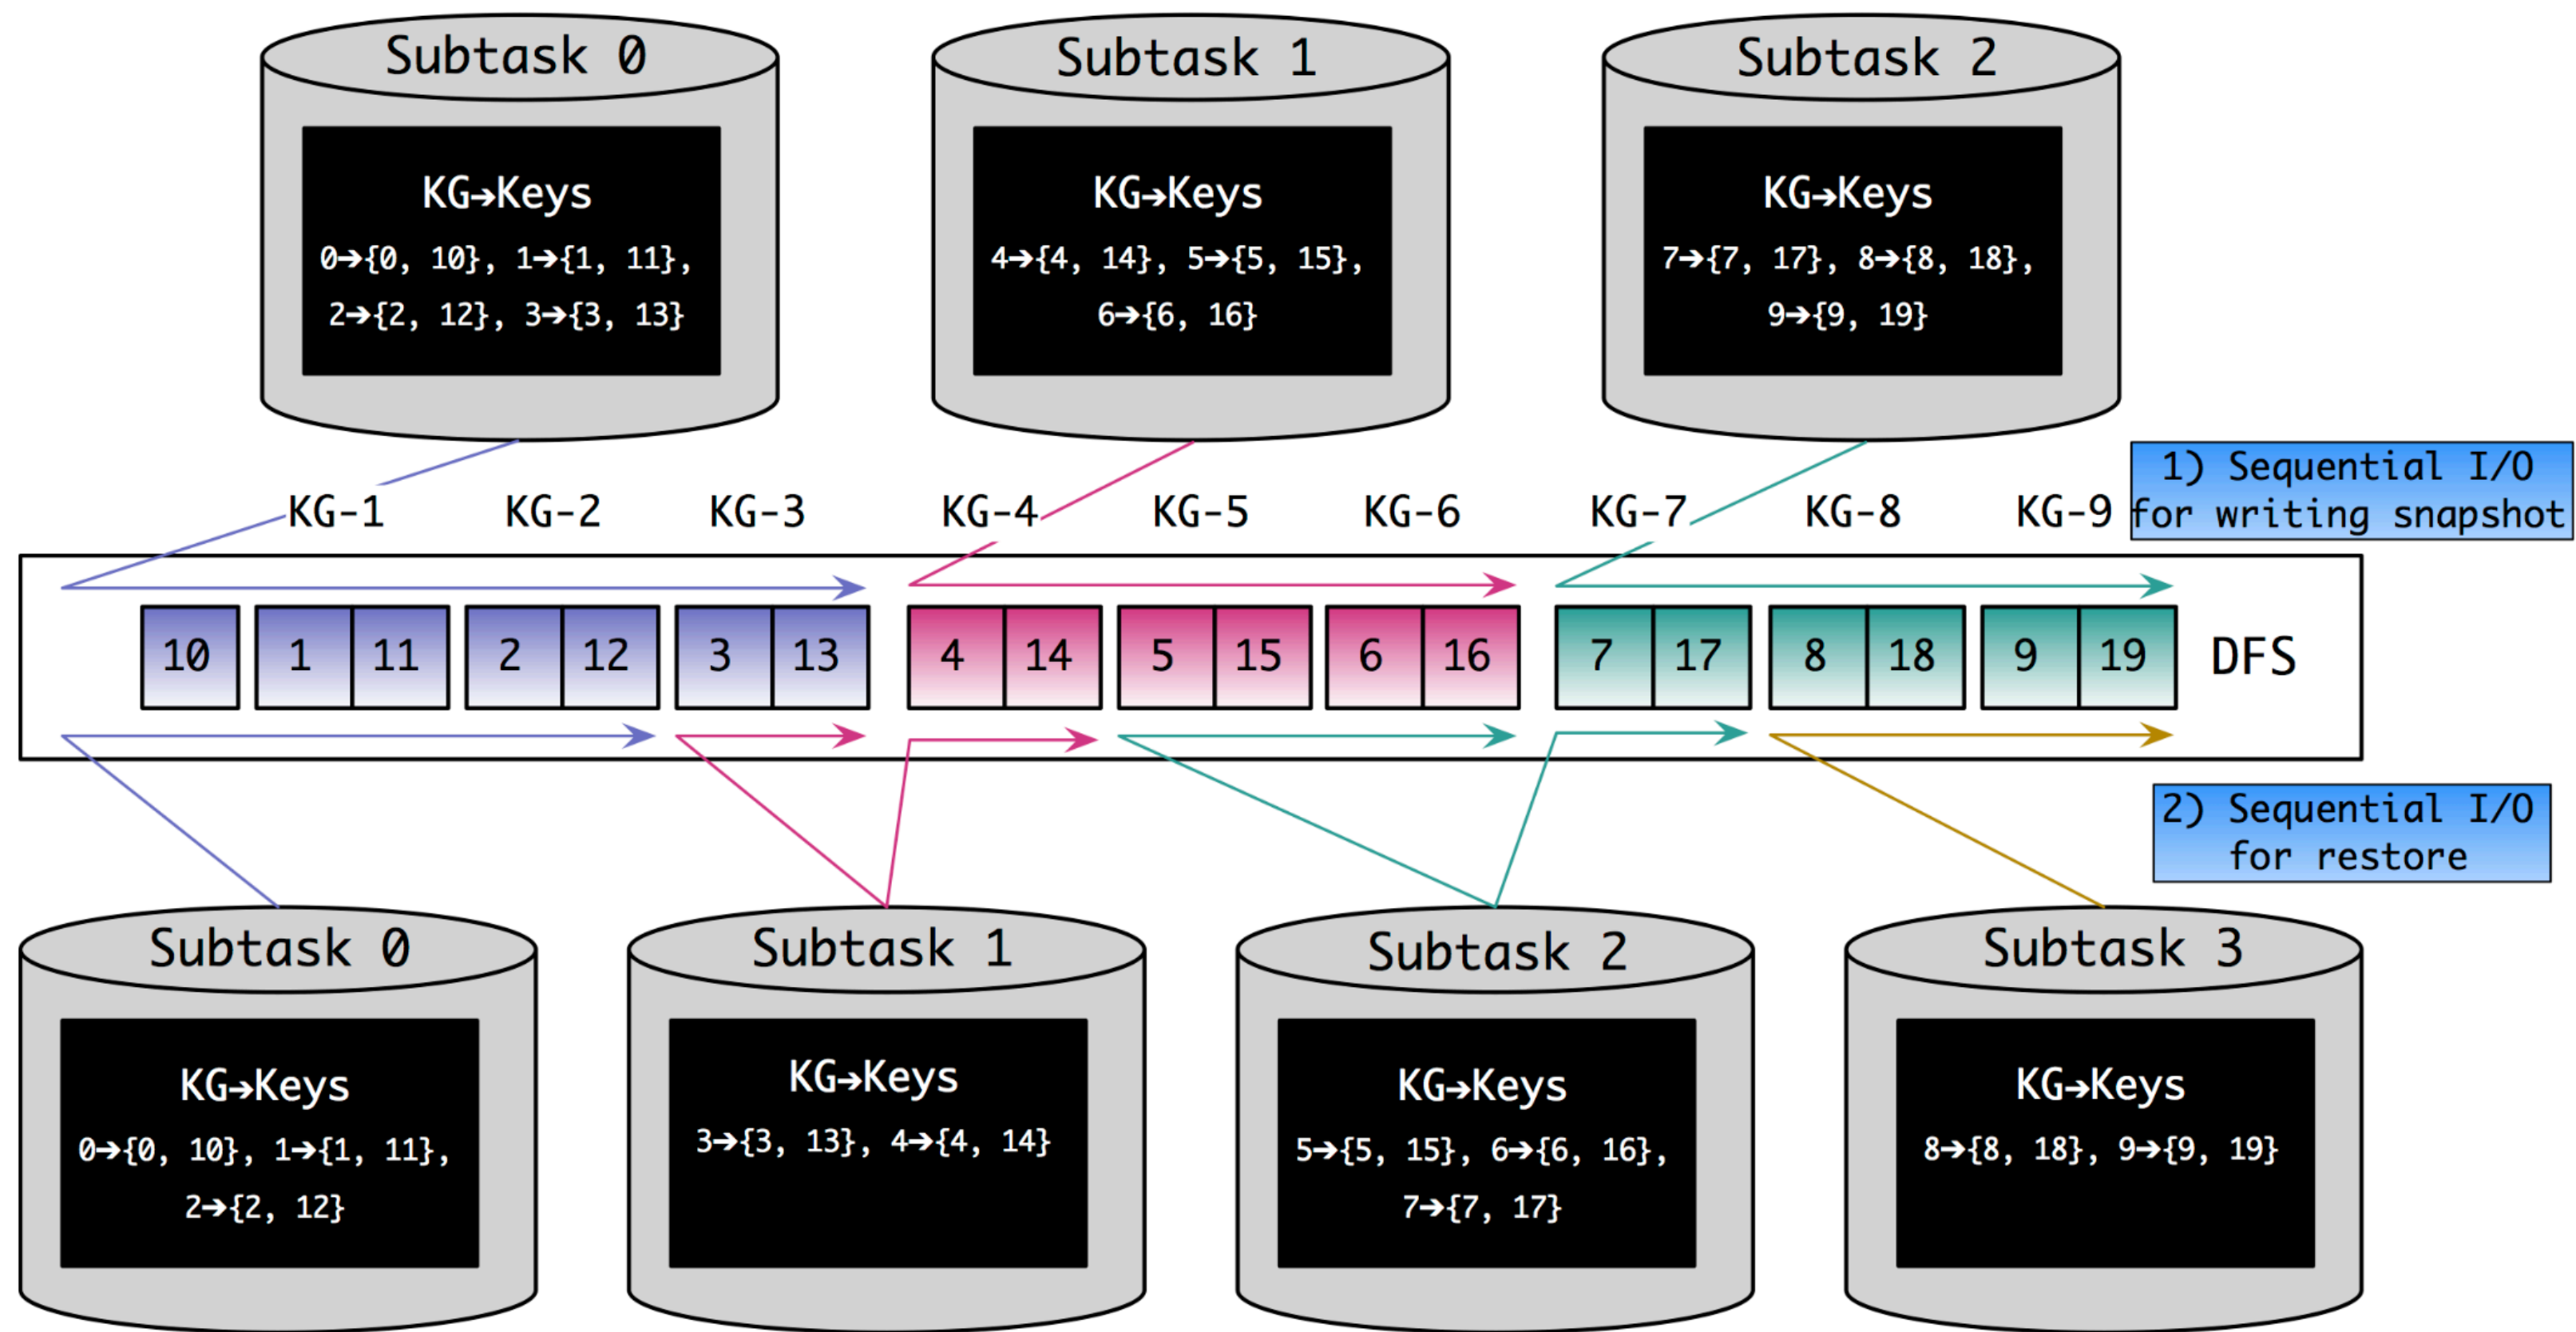 Subtask 0
KG→Keys
0→{0, 10}, 1→{1, 11},
2→{2, 12}, 3→{3, 13}
Subtask 1
KG→Keys
4→{4, 14}, 5→{5, 15},
6→{6, 16}
Subtask 2
KG→Keys
7→{7, 17}, 8→{8, 18},
9→{9, 19}
1) Sequential I/O
for writing snapshot
KG-1 KG-2 KG-3 KG-4 KG-5 KG-6 KG-7 KG-8 KG-9
10 1 11 2 12 3 13 4 14 5 15 6 16 7 17 8 18 9 19 DFS
2) Sequential I/O
for restore
Subtask 0
KG→Keys
0→{0, 10}, 1→{1, 11},
2→{2, 12}
Subtask 1
KG→Keys
3→{3, 13}, 4→{4, 14}
Subtask 2
KG→Keys
5→{5, 15}, 6→{6, 16},
7→{7, 17}
Subtask 3
KG→Keys
8→{8, 18}, 9→{9, 19}